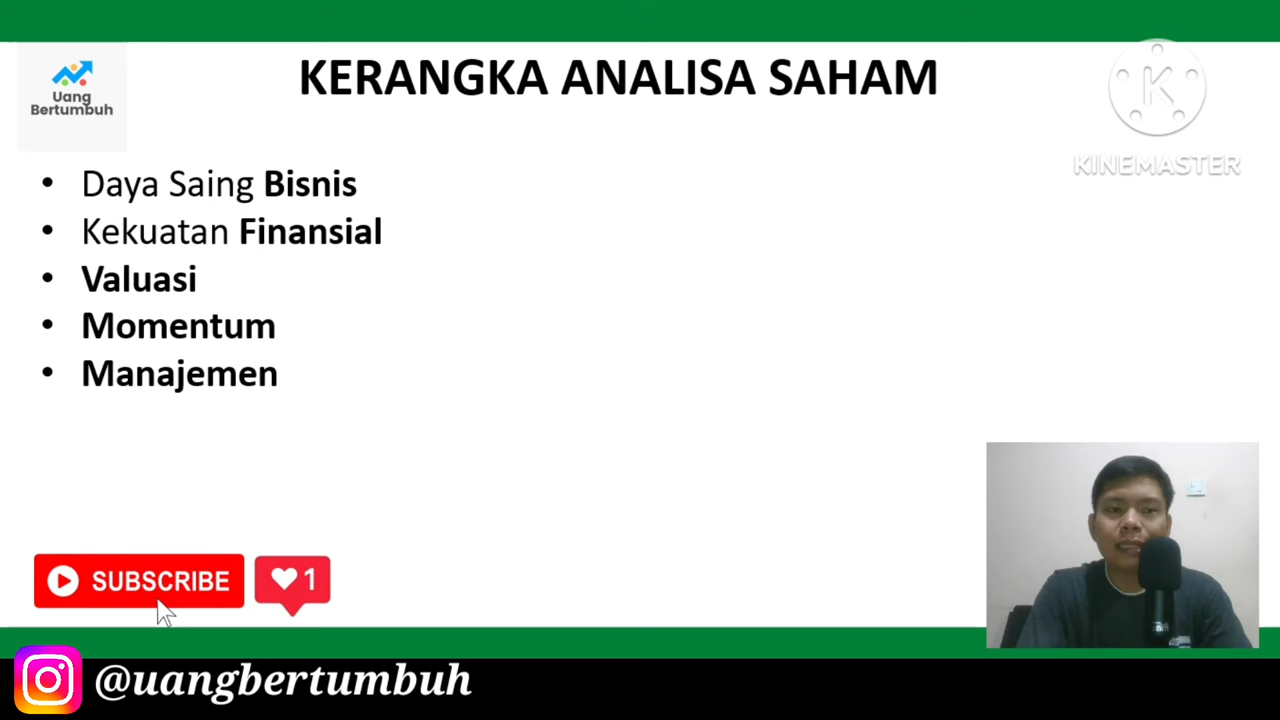 KERANGKA ANALISA SAHAM
Uang
Bertumbuh
K
KINEMASTER
• Daya Saing Bisnis
• Kekuatan Finansial
• Valuasi
• Momentum
• Manajemen
SUBSCRIBE
1
@uangbertumbuh